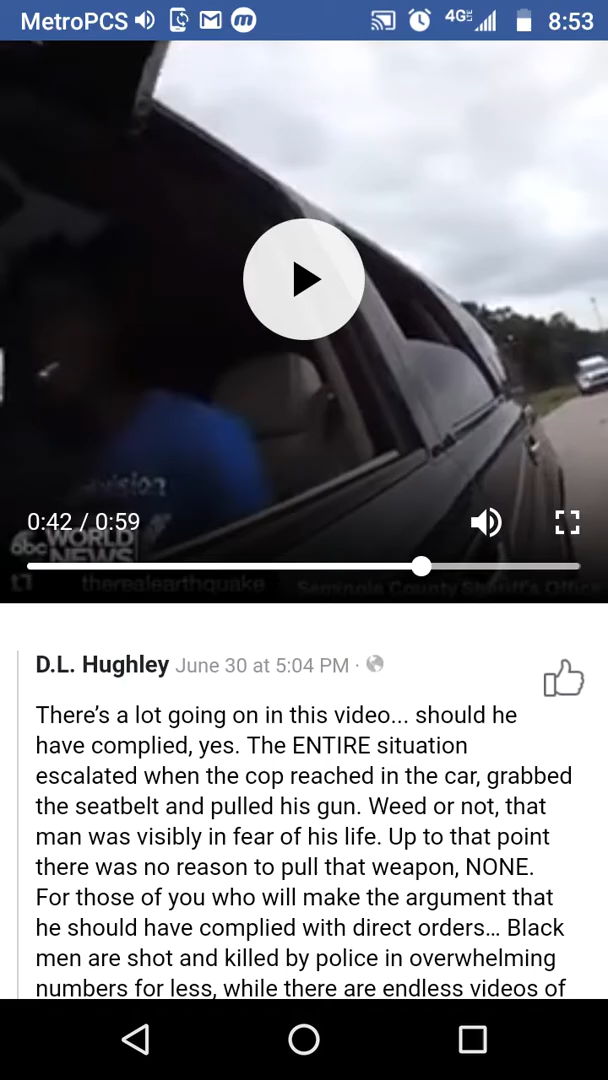 MetroPCS 4GE 8:53
0:42 / 0:59
abc WORLD
NEWS
therealearthquake Seminole County Sheriff's Office
D.L. Hughley June 30 at 5:04 PM ·
There's a lot going on in this video... should he
have complied, yes. The ENTIRE situation
escalated when the cop reached in the car, grabbed
the seatbelt and pulled his gun. Weed or not, that
man was visibly in fear of his life. Up to that point
there was no reason to pull that weapon, NONE.
For those of you who will make the argument that
he should have complied with direct orders... Black
men are shot and killed by police in overwhelming
numbers for less, while there are endless videos of